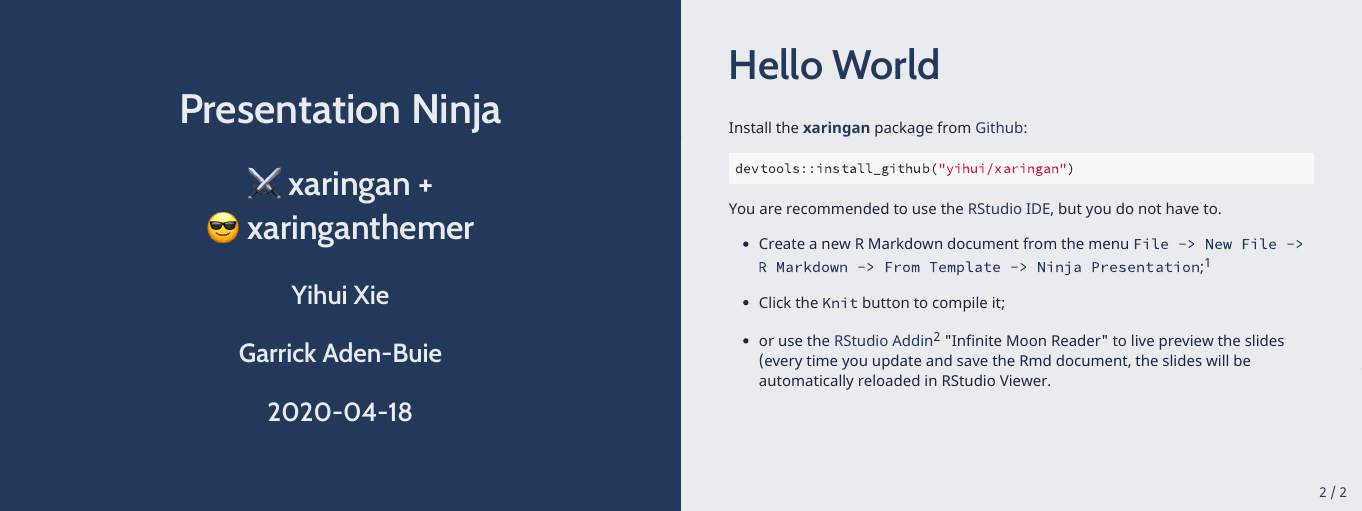 Presentation Ninja
⚔️ xaringan +
😎 xaringanthemer
Yihui Xie
Garrick Aden-Buie
2020-04-18
Hello World
Install the xaringan package from Github:
devtools::install_github("yihui/xaringan")
You are recommended to use the RStudio IDE, but you do not have to.
• Create a new R Markdown document from the menu File -> New File ->
R Markdown -> From Template -> Ninja Presentation;1
• Click the Knit button to compile it;
• or use the RStudio Addin2 "Infinite Moon Reader" to live preview the slides
(every time you update and save the Rmd document, the slides will be
automatically reloaded in RStudio Viewer.
2 / 2